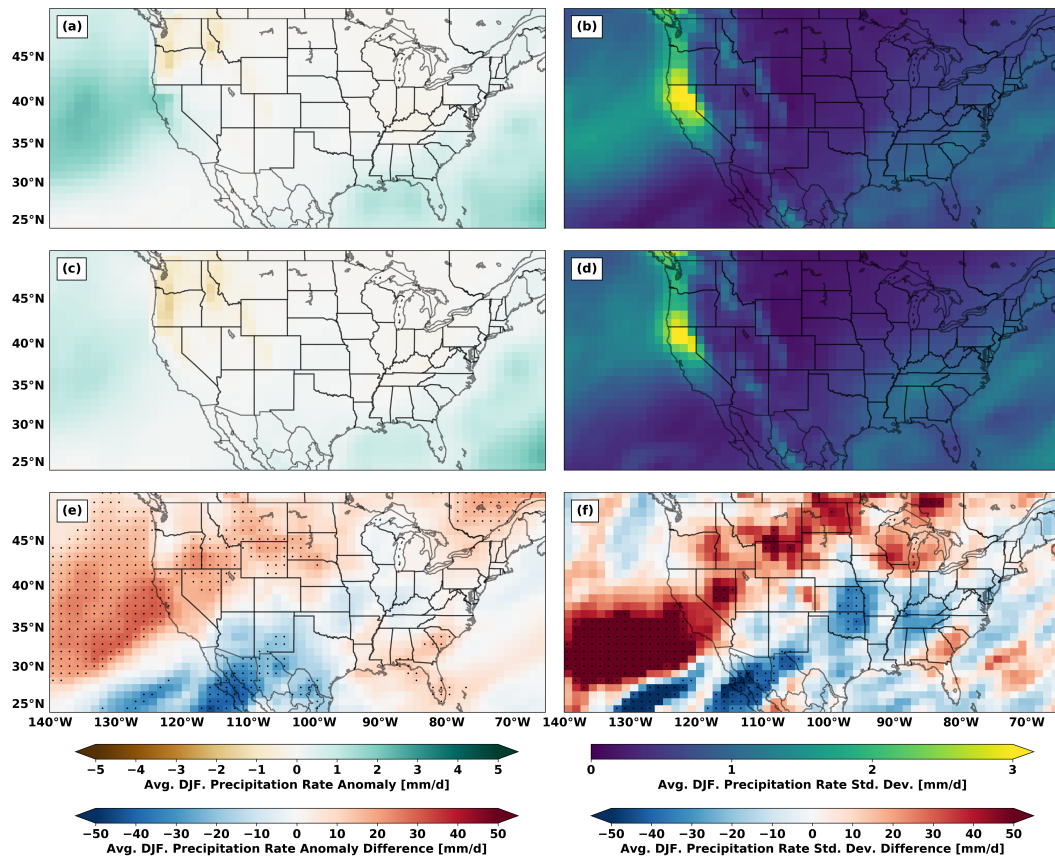 (a) (b)
45°N
40°N
35°N
30°N
25°N
(c) (d)
45°N
40°N
35°N
30°N
25°N
(e) (f)
45°N
40°N
35°N
30°N
25°N
140°W 130°W 120°W 110°W 100°W 90°W 80°W 70°W 140°W 130°W 120°W 110°W 100°W 90°W 80°W 70°W
−5 −4 −3 −2 −1 0 1 2 3 4 5 0 1 2 3
Avg. DJF. Precipitation Rate Anomaly [mm/d] Avg. DJF. Precipitation Rate Std. Dev. [mm/d]
−50 −40 −30 −20 −10 0 10 20 30 40 50 −50 −40 −30 −20 −10 0 10 20 30 40 50
Avg. DJF. Precipitation Rate Anomaly Difference [mm/d] Avg. DJF. Precipitation Rate Std. Dev. Difference [mm/d]